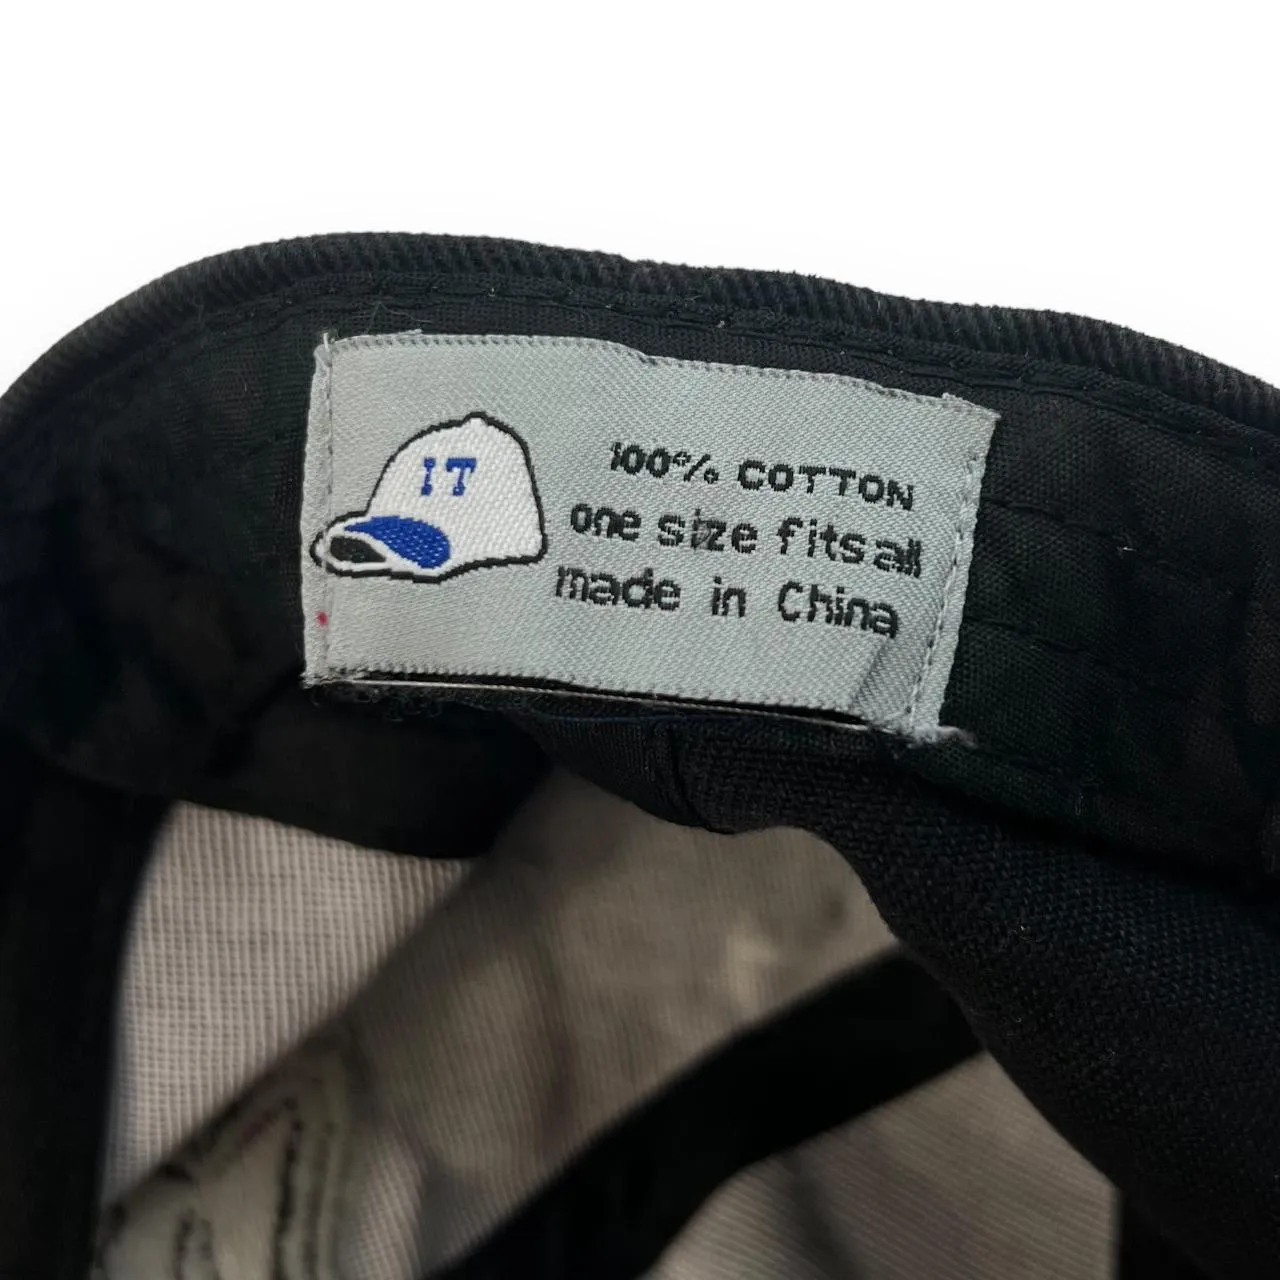 IT
100% COTTON
one size fits all
made in China